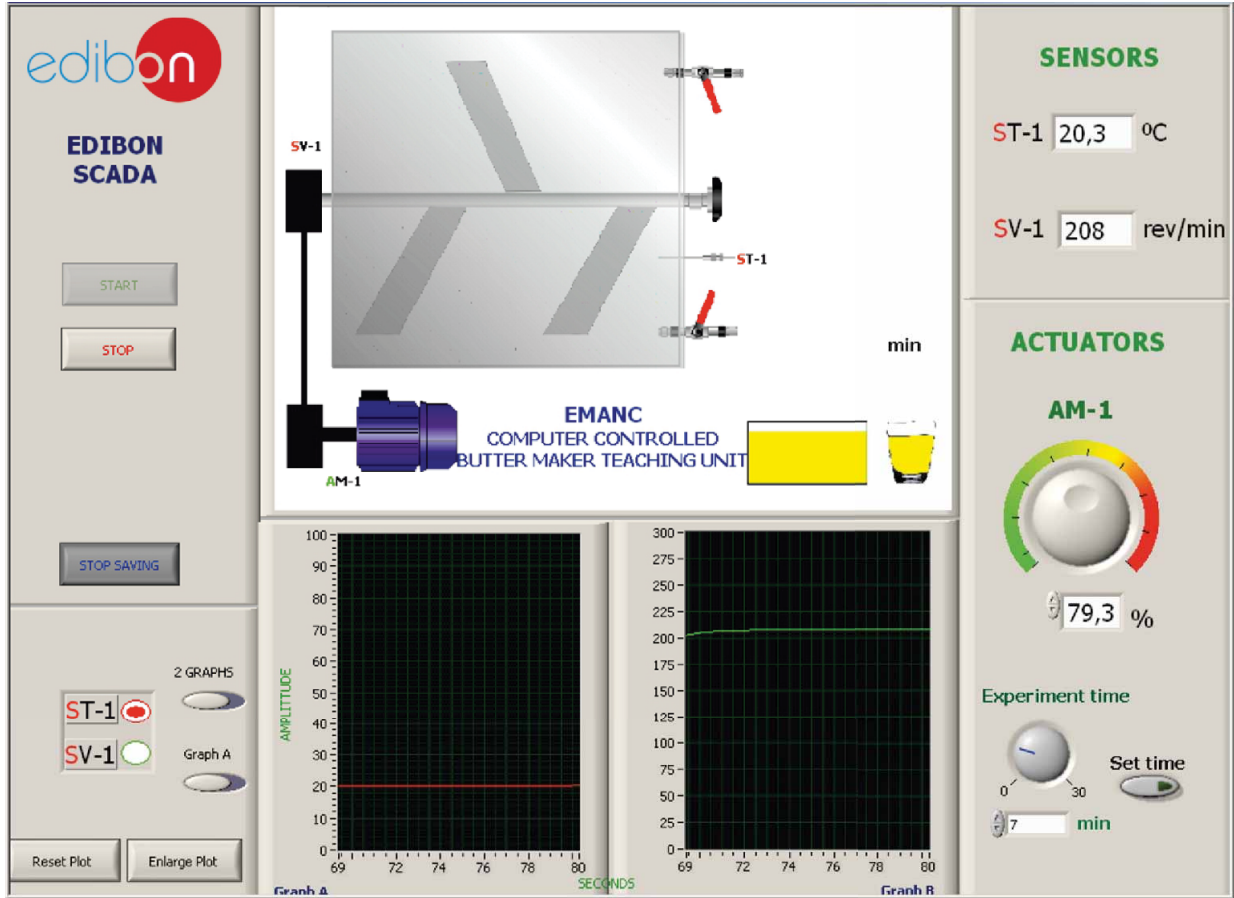 edibon
EDIBON
SCADA
START
STOP
STOP SAVING
2 GRAPHS
ST-1
SV-1
Graph A
Reset Plot
Enlarge Plot
SV-1
ST-1
min
EMANC
COMPUTER CONTROLLED
BUTTER MAKER TEACHING UNIT
AM-1
100
90
80
70
60
50
40
30
20
10
0
AMPLITTUDE
69
72
74
76
78
80
Graph A
SECONDS
300
275
250
225
200
175
150
125
100
75
50
25
0
69
72
74
76
78
80
Graph B
SENSORS
ST-1 20,3 ºC
SV-1 208 rev/min
ACTUATORS
AM-1
79,3 %
Experiment time
Set time
0
30
7 min